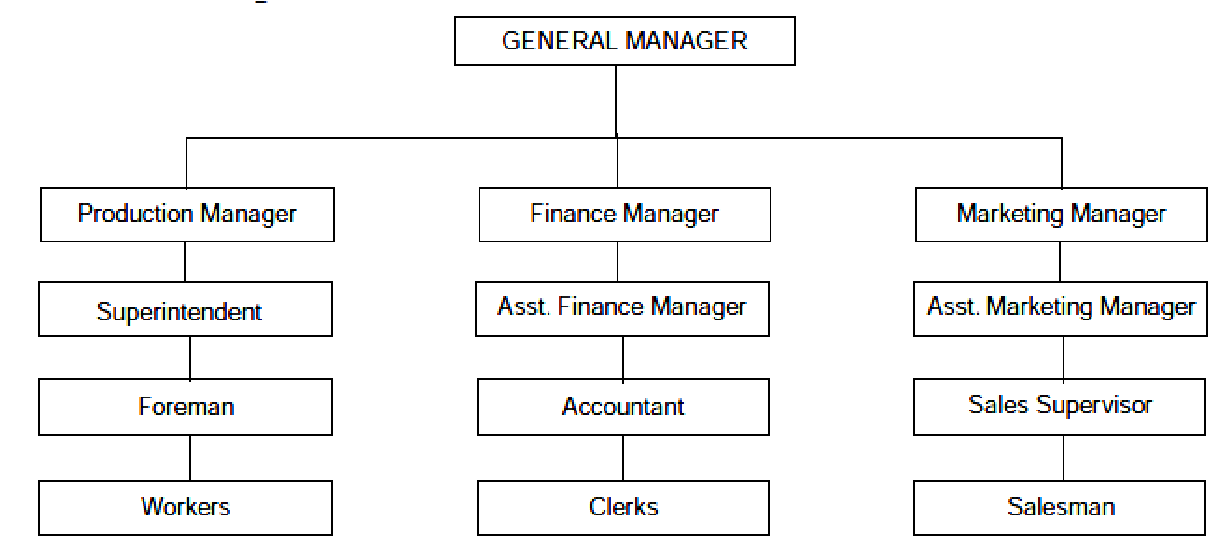 GENERAL MANAGER
Production Manager
Finance Manager
Marketing Manager
Superintendent
Asst. Finance Manager
Asst. Marketing Manager
Foreman
Accountant
Sales Supervisor
Workers
Clerks
Salesman